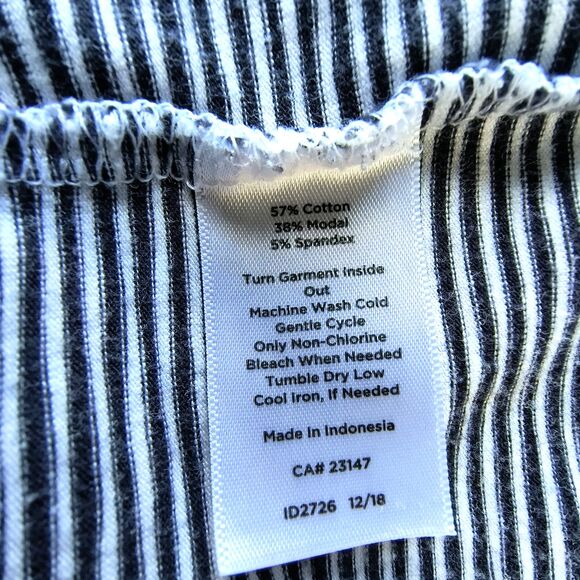 57% Cotton
38% Modal
5% Spandex
Turn Garment Inside
Out
Machine Wash Cold
Gentle Cycle
Only Non-Chlorine
Bleach When Needed
Tumble Dry Low
Cool Iron, If Needed
Made In Indonesia
CA# 23147
ID2726 12/18